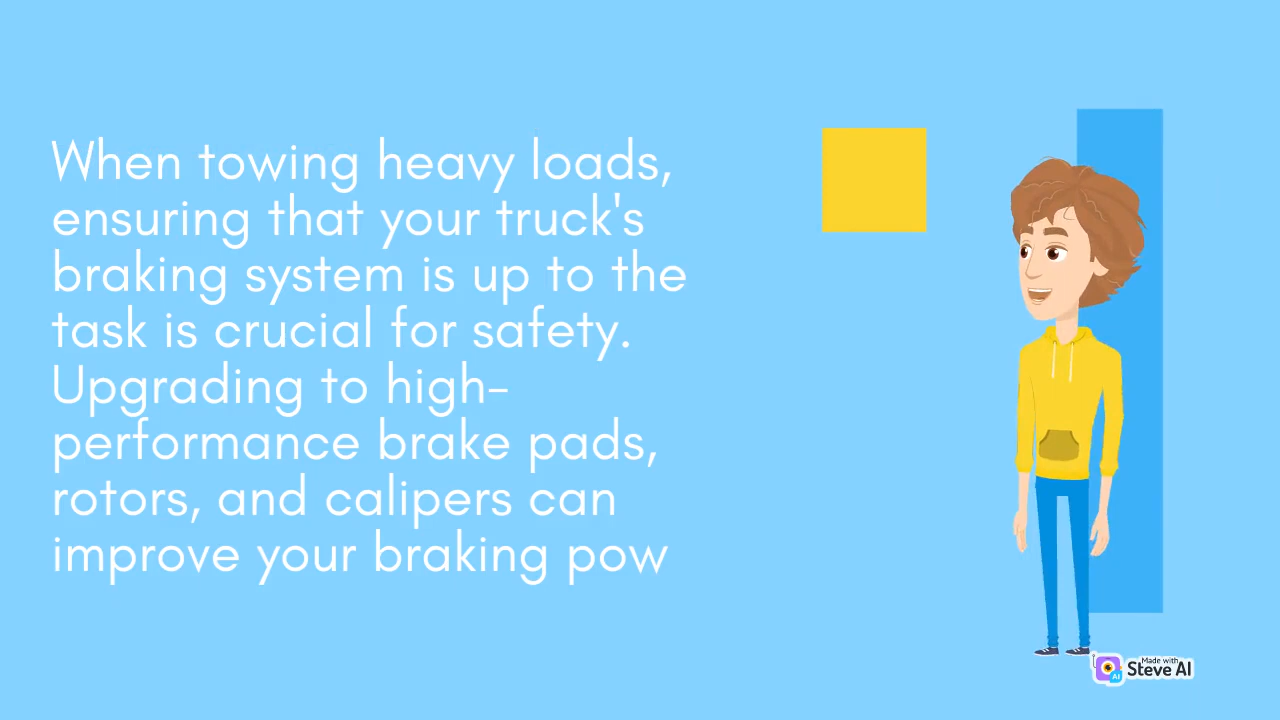 When towing heavy loads,
ensuring that your truck's
braking system is up to the
task is crucial for safety.
Upgrading to high-
performance brake pads,
rotors, and calipers can
improve your braking pow
Made with
Steve AI
AI